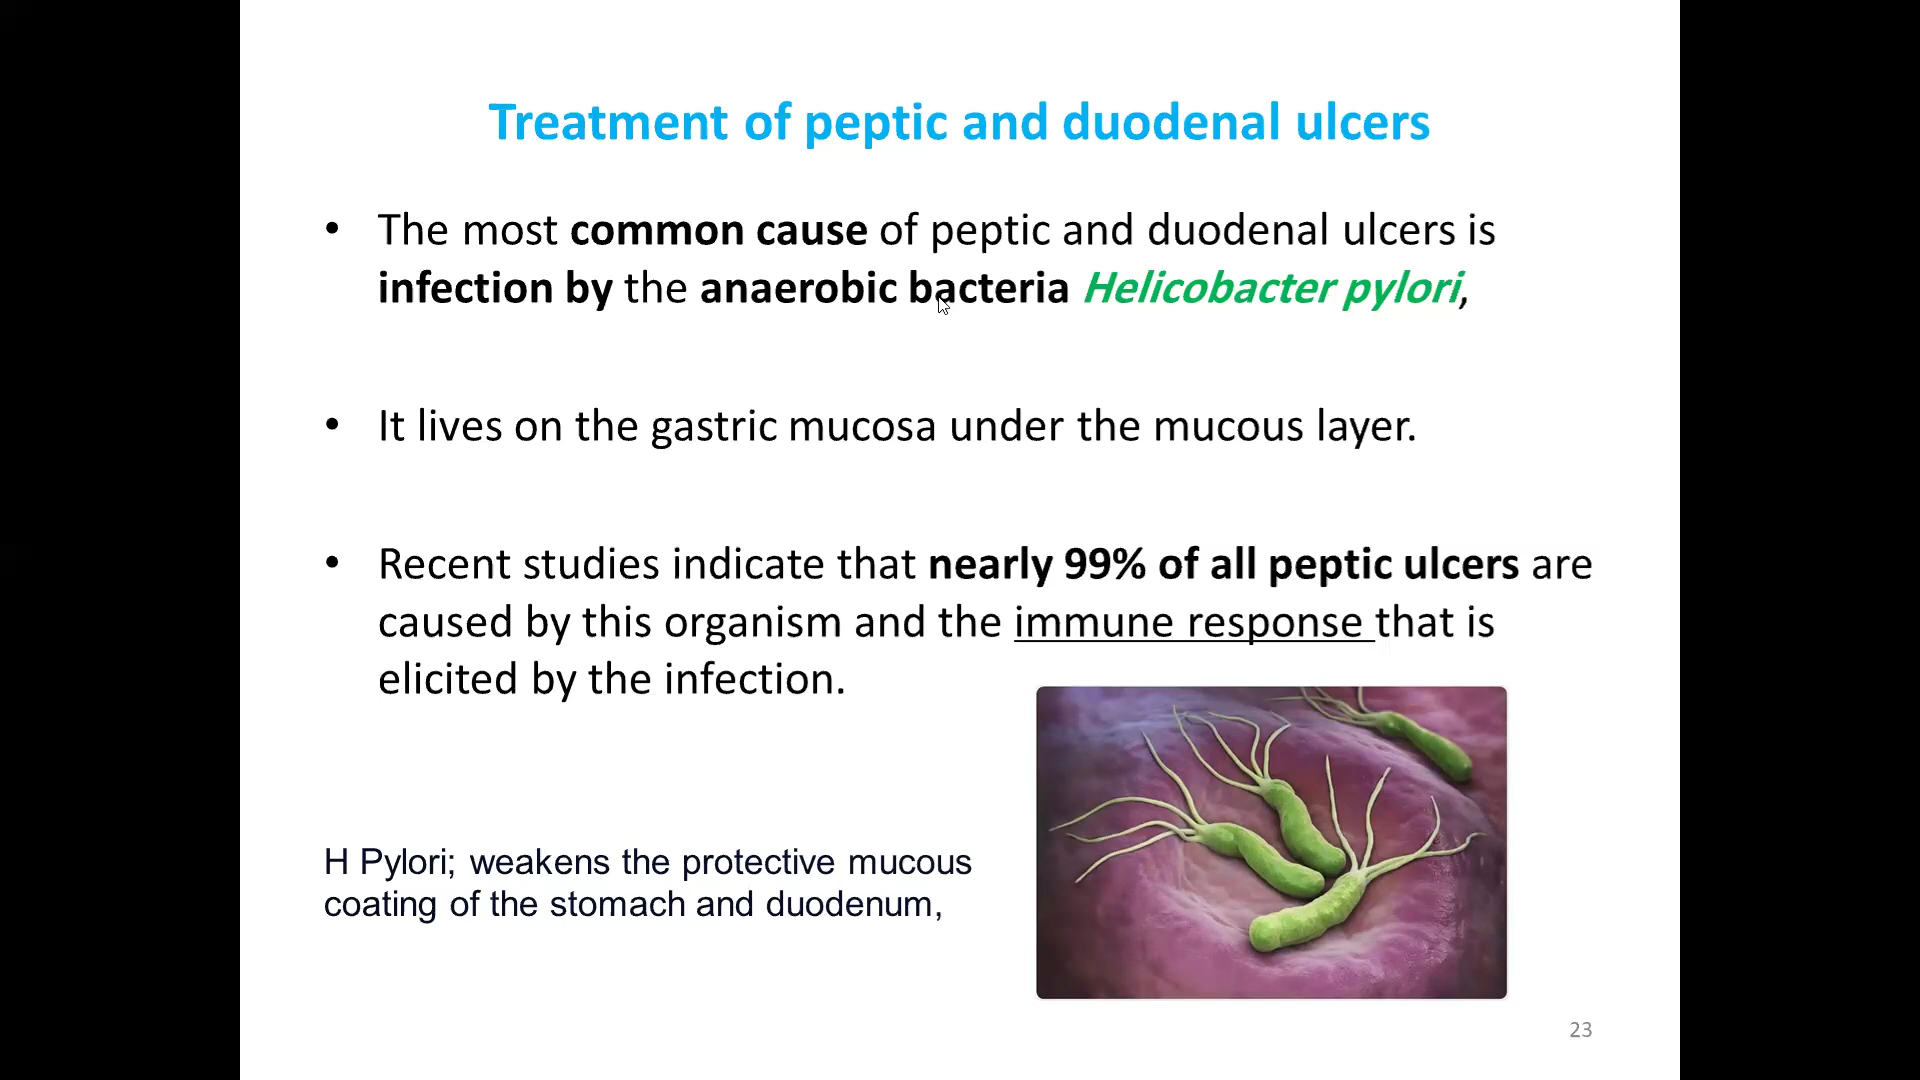 Treatment of peptic and duodenal ulcers
• The most common cause of peptic and duodenal ulcers is
infection by the anaerobic bacteria Helicobacter pylori,
• It lives on the gastric mucosa under the mucous layer.
• Recent studies indicate that nearly 99% of all peptic ulcers are
caused by this organism and the immune response that is
elicited by the infection.
H Pylori; weakens the protective mucous
coating of the stomach and duodenum,
23